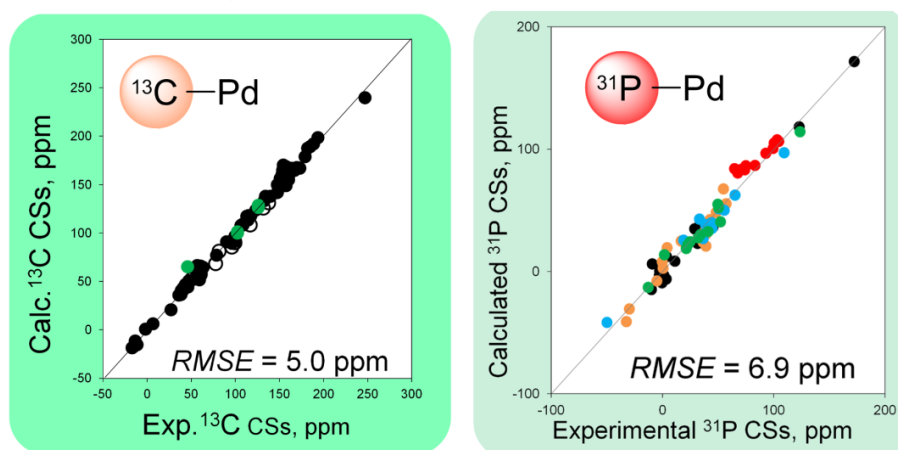 300
250
200
150
100
50
0
-50
-50 0 50 100 150 200 250 300
Calc.¹³C CSs, ppm
¹³C—Pd
RMSE = 5.0 ppm
Exp.¹³C CSs, ppm
200
100
0
-100
-100 0 100 200
Calculated ³¹P CSs, ppm
³¹P—Pd
RMSE = 6.9 ppm
Experimental ³¹P CSs, ppm